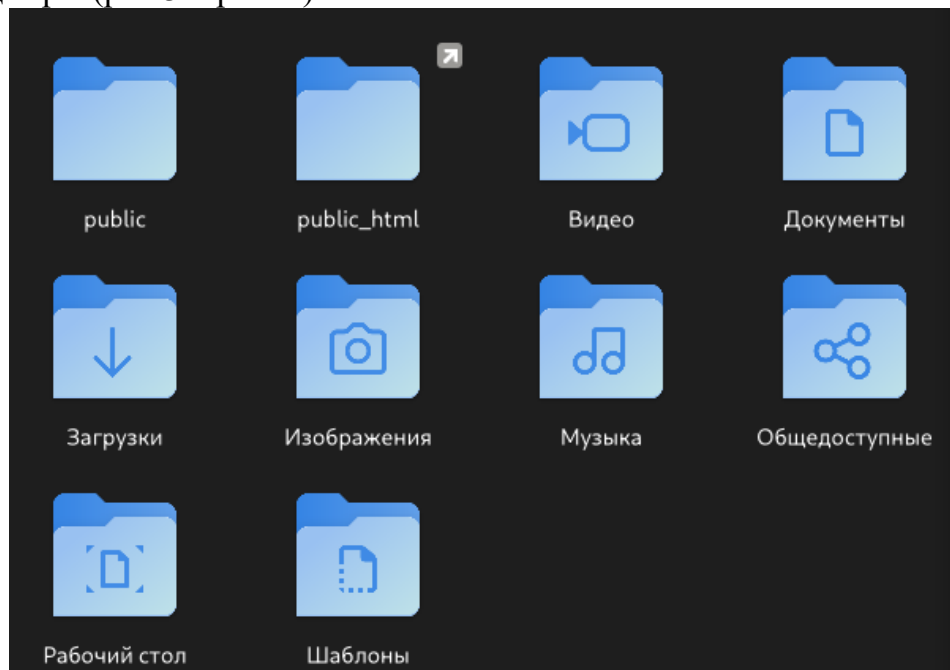 public
public_html
Видео
Документы
Загрузки
Изображения
Музыка
Общедоступные
Рабочий стол
Шаблоны